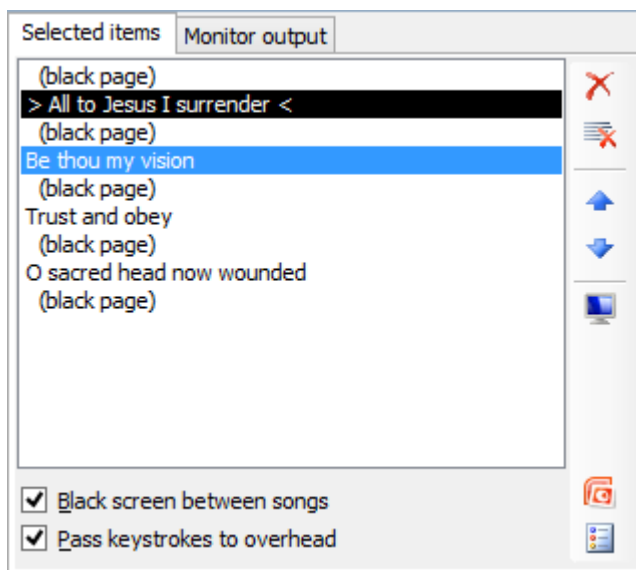 Selected items
Monitor output
(black page)
> All to Jesus I surrender <
(black page)
Be thou my vision
(black page)
Trust and obey
(black page)
O sacred head now wounded
(black page)
Black screen between songs
Pass keystrokes to overhead